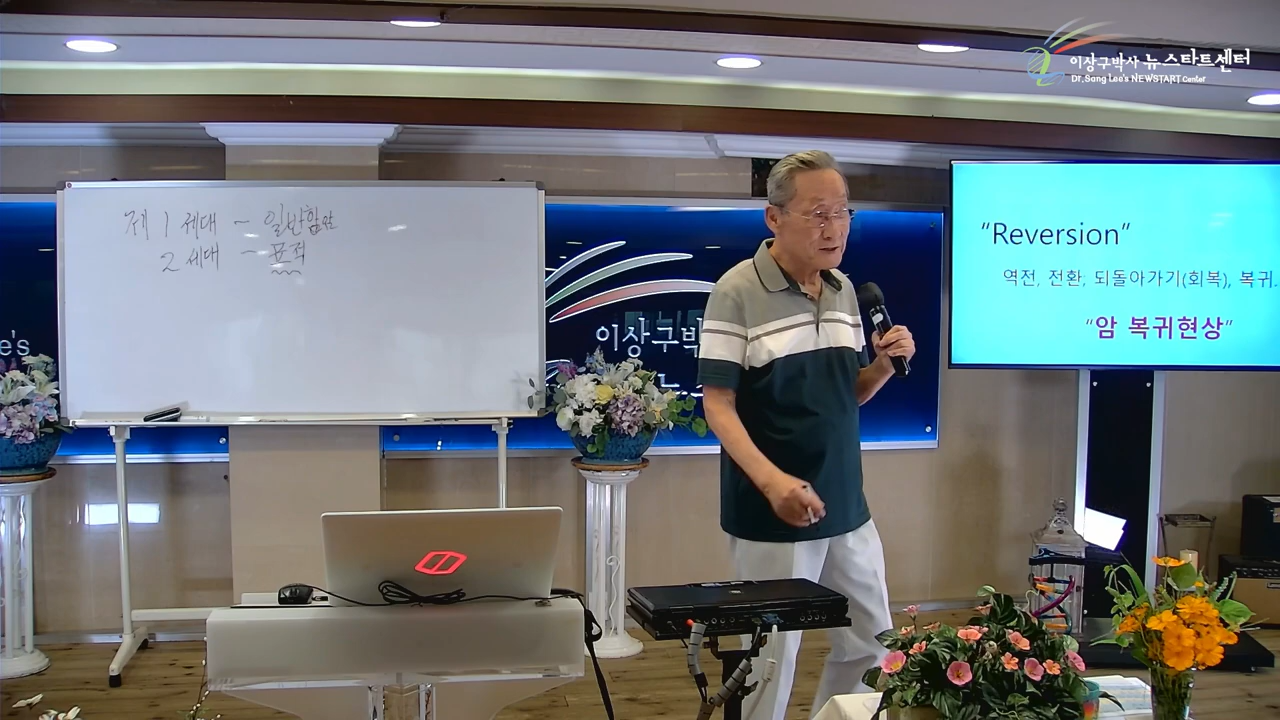 이상구박사 뉴스타트센터
Dr. Sang Lee's NEWSTART Center
제 1 세대 ~ 일반항암
2 세대 ~ 표적
e's
이상구박
뉴스
"Reversion"
역전, 전환, 되돌아가기(회복), 복귀.
"암 복귀현상"